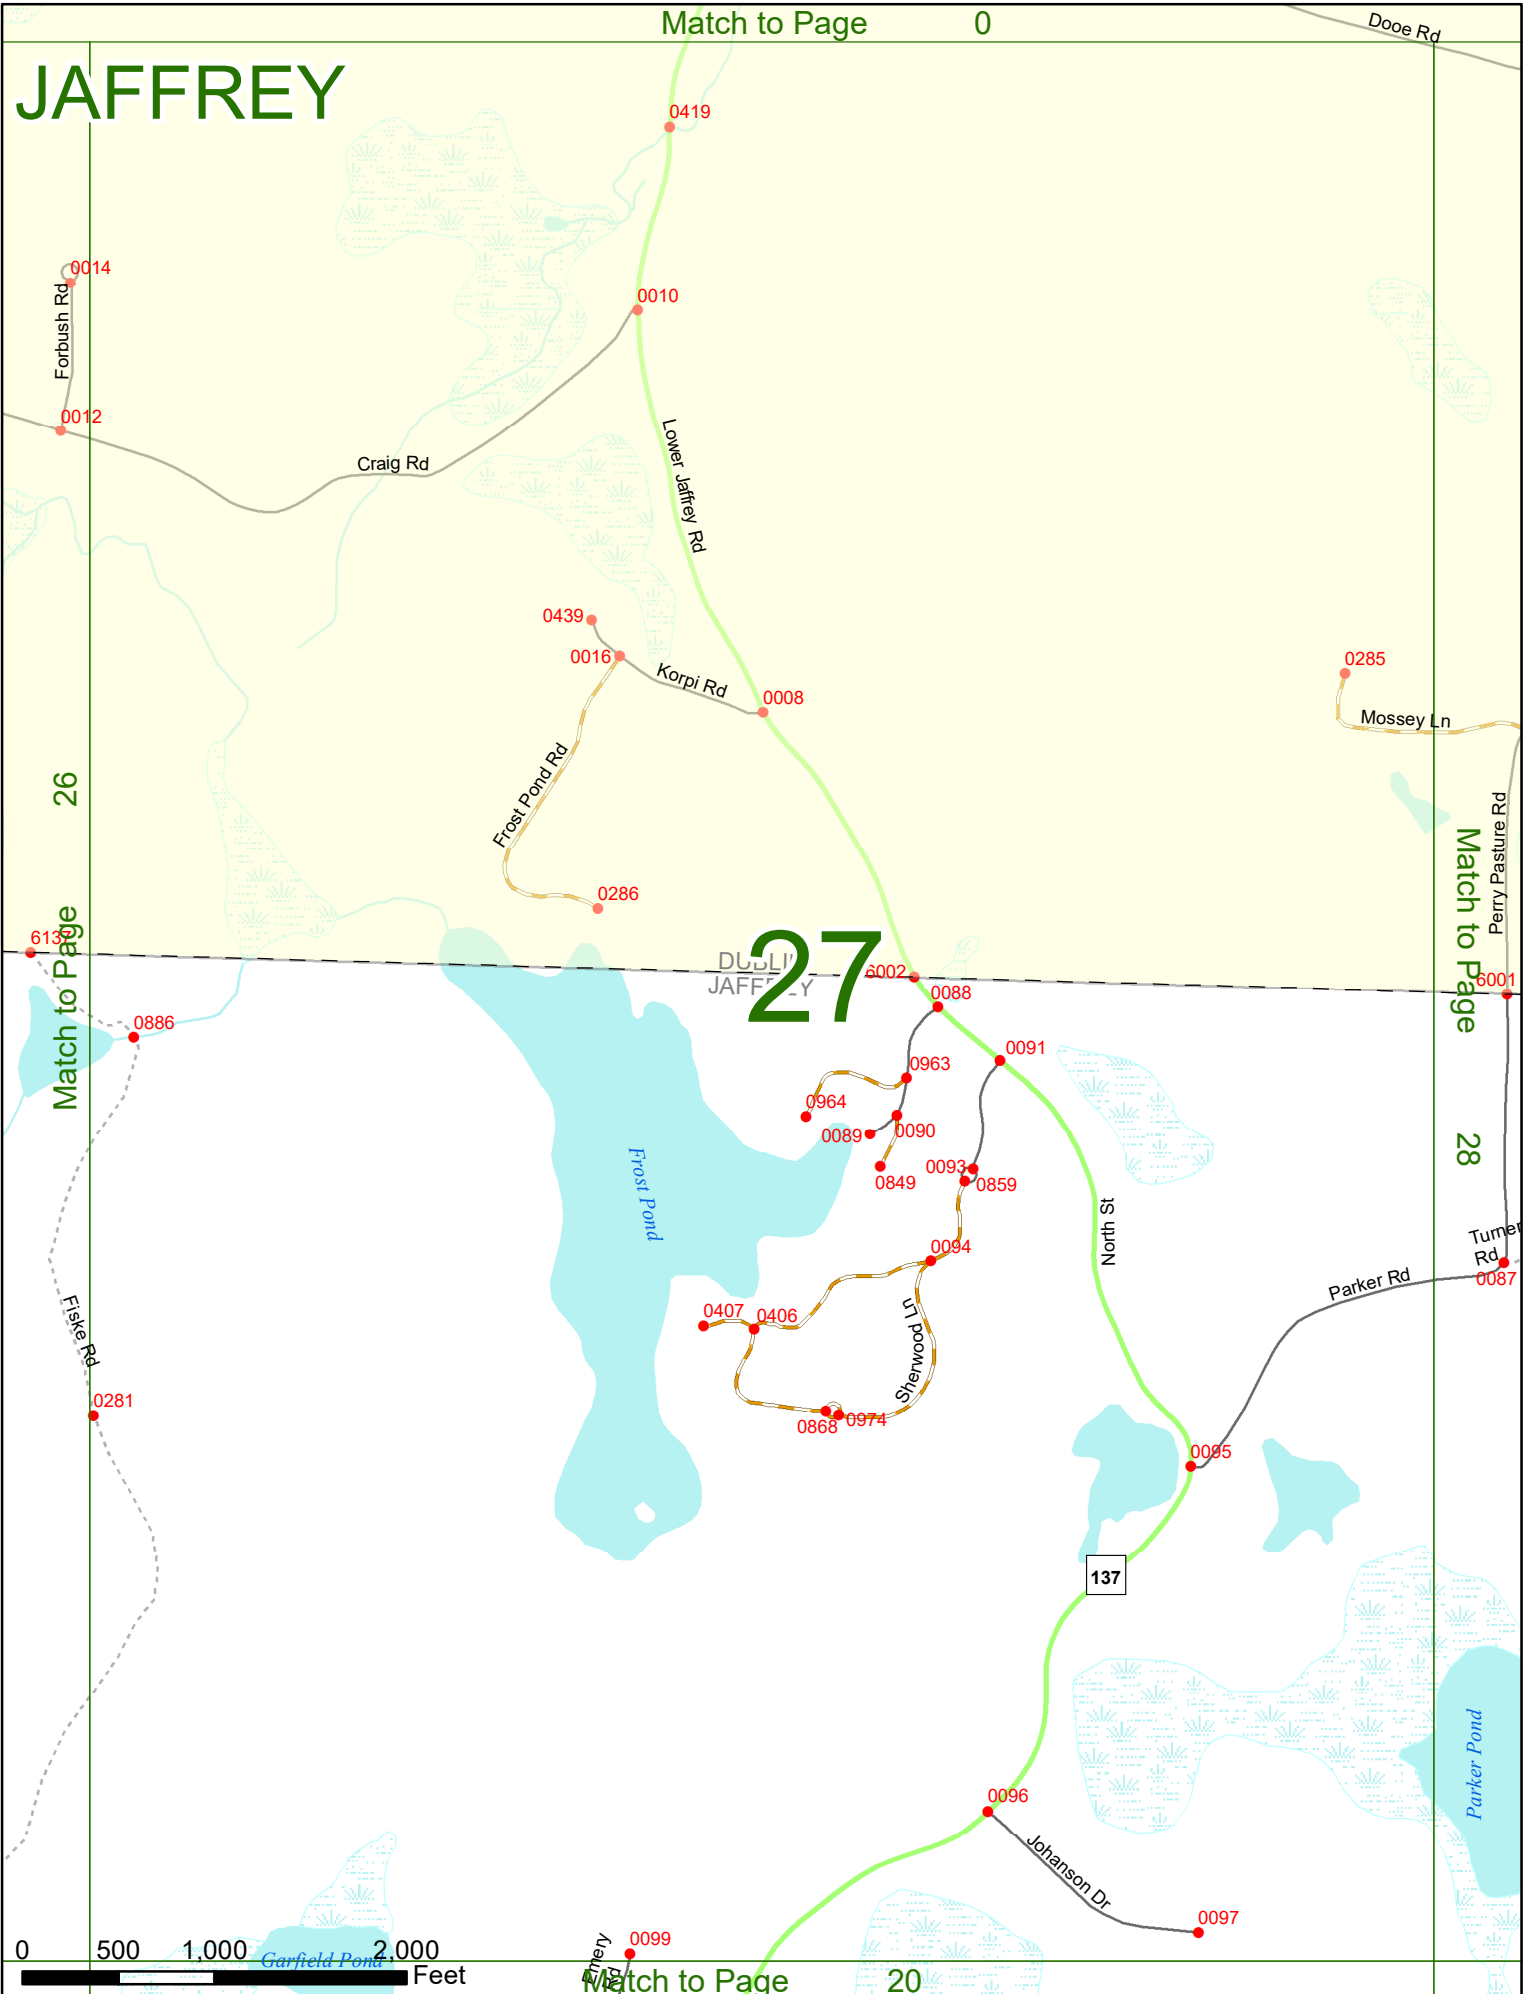 Match to Page 0
Dooe Rd
JAFFREY
0419
0014
0010
Forbush Rd
0012
Craig Rd
Lower Jaffrey Rd
0439
0016
Korpi Rd
0285
0008
Mossey Ln
Frost Pond Rd
26
Match to Page
Perry Pasture Rd
Match to Page
28
0286
27
6137
DUBLIN
6002
6001
JAFFREY
0088
0886
0091
0963
0964
0089
0090
0093
0849
0859
Frost Pond
North St
Turner
Rd
0094
0087
Parker Rd
0407
0406
Fiske Rd
Sherwood Ln
0281
0868
0974
0095
137
Parker Pond
0096
Johanson Dr
0097
Emery
Rd
0099
0 500 1,000 2,000
Feet
Garfield Pond
Match to Page 20